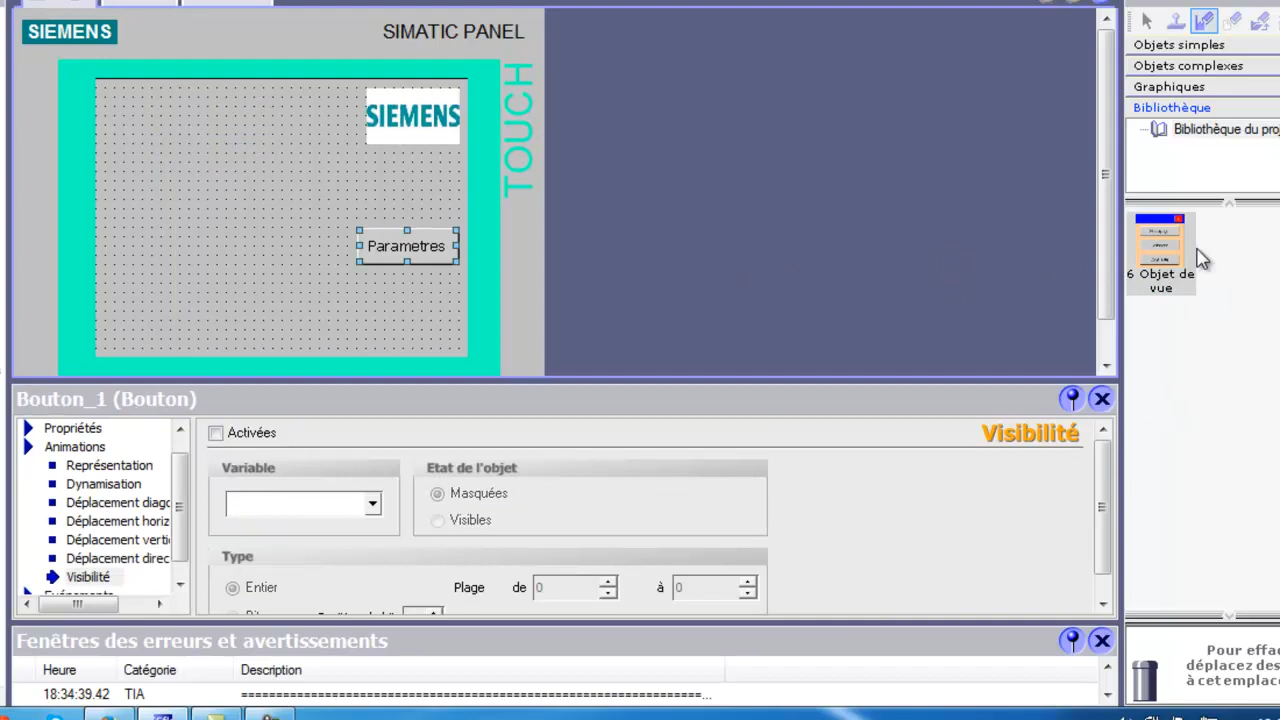 SIEMENS
SIMATIC PANEL
TOUCH
SIEMENS
Parametres
Objets simples
Objets complexes
Graphiques
Bibliothèque
Bibliothèque du proj
6 Objet de
vue
Bouton_1 (Bouton)
Propriétés
Animations
Représentation
Dynamisation
Déplacement diago
Déplacement horiz
Déplacement verti
Déplacement direc
Visibilité
Activées
Visibilité
Variable
Etat de l'objet
Masquées
Visibles
Type
Entier
Plage
de
0
à
0
Fenêtres des erreurs et avertissements
Heure
Catégorie
Description
18:34:39.42
TIA
Pour effac
déplacez des
à cet emplac